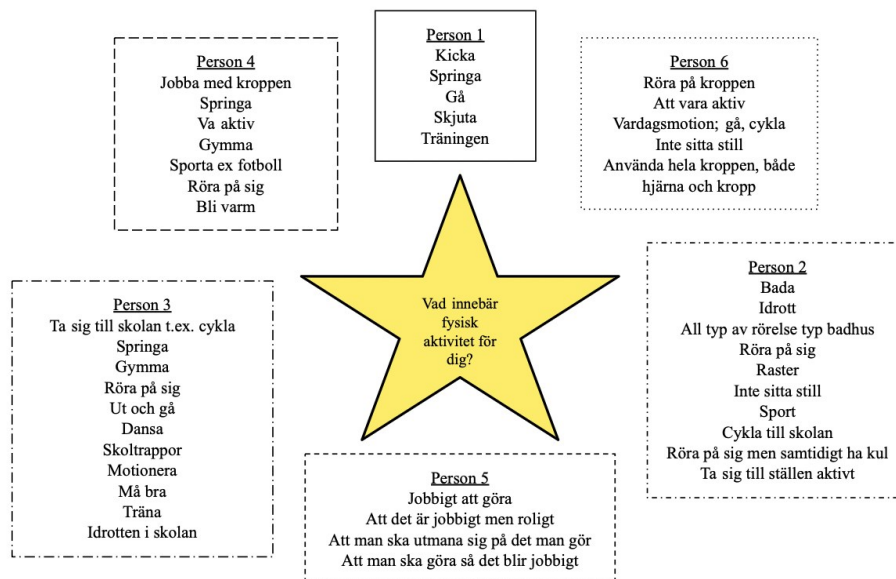 Person 1
Kicka
Springa
Gå
Skjuta
Träningen
Person 4
Jobba med kroppen
Springa
Va aktiv
Gymma
Sporta ex fotboll
Röra på sig
Bli varm
Person 6
Röra på kroppen
Att vara aktiv
Vardagsmotion; gå, cykla
Inte sitta still
Använda hela kroppen, både
hjärna och kropp
Vad innebär
fysisk
aktivitet för
dig?
Person 3
Ta sig till skolan t.ex. cykla
Springa
Gymma
Röra på sig
Ut och gå
Dansa
Skoltrappor
Motionera
Må bra
Träna
Idrotten i skolan
Person 2
Bada
Idrott
All typ av rörelse typ badhus
Röra på sig
Raster
Inte sitta still
Sport
Cykla till skolan
Röra på sig men samtidigt ha kul
Ta sig till ställen aktivt
Person 5
Jobbigt att göra
Att det är jobbigt men roligt
Att man ska utmana sig på det man gör
Att man ska göra så det blir jobbigt